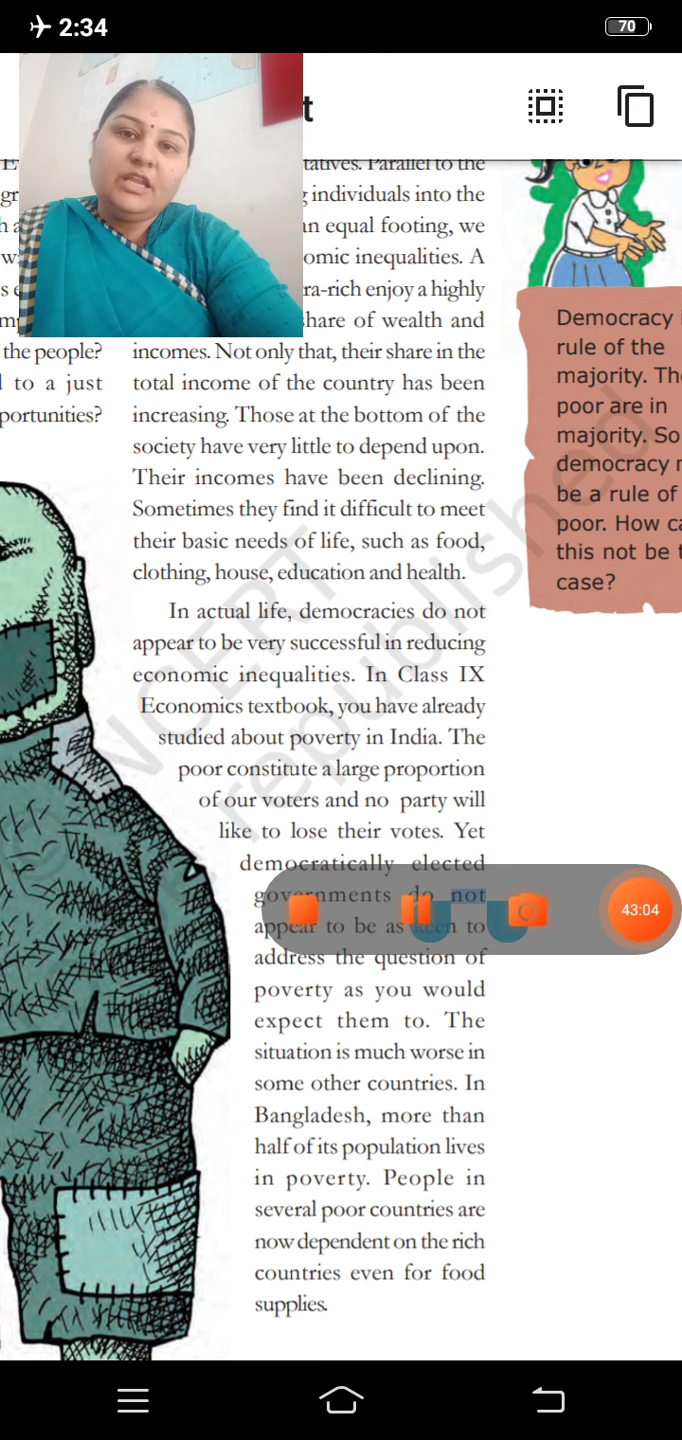 2:34
70
t
tatives. Parallel to the
gr
individuals into the
an equal footing, we
omic inequalities. A
ra-rich enjoy a highly
share of wealth and
the people?
incomes. Not only that, their share in the
to a just
total income of the country has been
portunities?
increasing. Those at the bottom of the
society have very little to depend upon.
Their incomes have been declining.
Sometimes they find it difficult to meet
their basic needs of life, such as food,
clothing, house, education and health.
In actual life, democracies do not
appear to be very successful in reducing
economic inequalities. In Class IX
Economics textbook, you have already
studied about poverty in India. The
poor constitute a large proportion
of our voters and no party will
like to lose their votes. Yet
democratically elected
governments do not
appear to be as keen to
address the question of
poverty as you would
expect them to. The
situation is much worse in
some other countries. In
Bangladesh, more than
half of its population lives
in poverty. People in
several poor countries are
now dependent on the rich
countries even for food
supplies.
Democracy i
rule of the
majority. The
poor are in
majority. So
democracy
be a rule of
poor. How ca
this not be t
case?
43:04
NCERT
republished